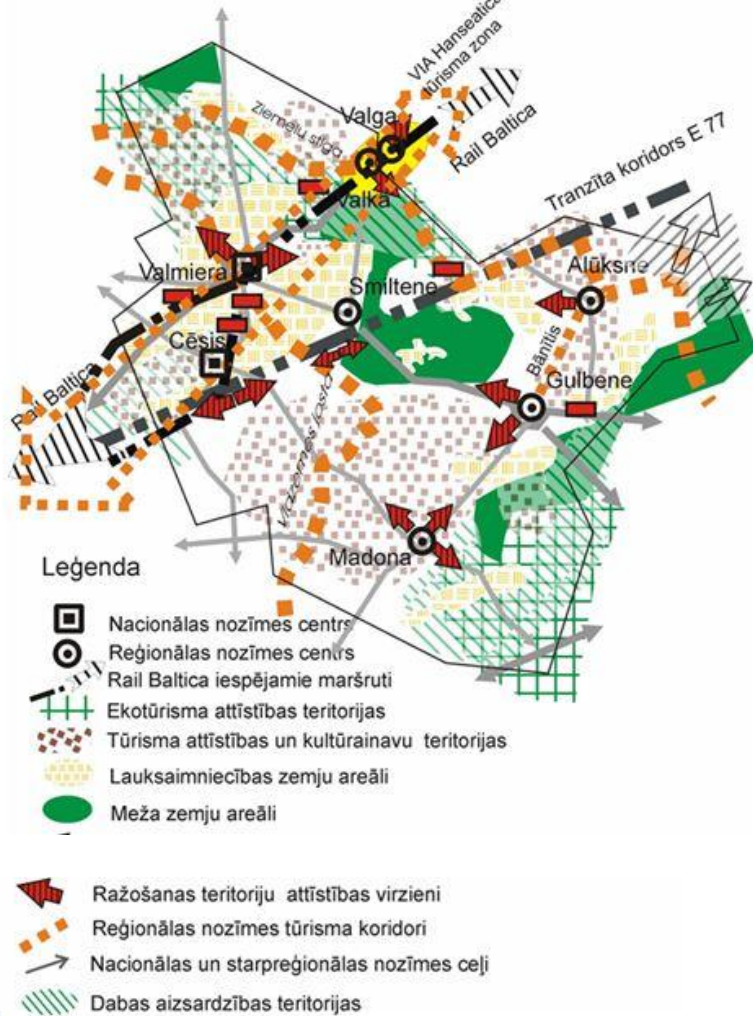 VIA Hanseatica
tūrisma zona
Ziemeļu stīga
Valga
Rail Baltica
Valka
Tranzīta koridors E 77
Valmiera
Smiltene
Alūksne
Cēsis
Bānītis
Rail Baltica
Gulbene
Vidzemes josta
Madona
Leģenda
Nacionālas nozīmes centrs
Reģionālas nozīmes centrs
Rail Baltica iespējamie maršruti
Ekotūrisma attīstības teritorijas
Tūrisma attīstības un kultūrainavu teritorijas
Lauksaimniecības zemju areāli
Meža zemju areāli
Ražošanas teritoriju attīstības virzieni
Reģionālas nozīmes tūrisma koridori
Nacionālas un starpreģionālas nozīmes ceļi
Dabas aizsardzības teritorijas